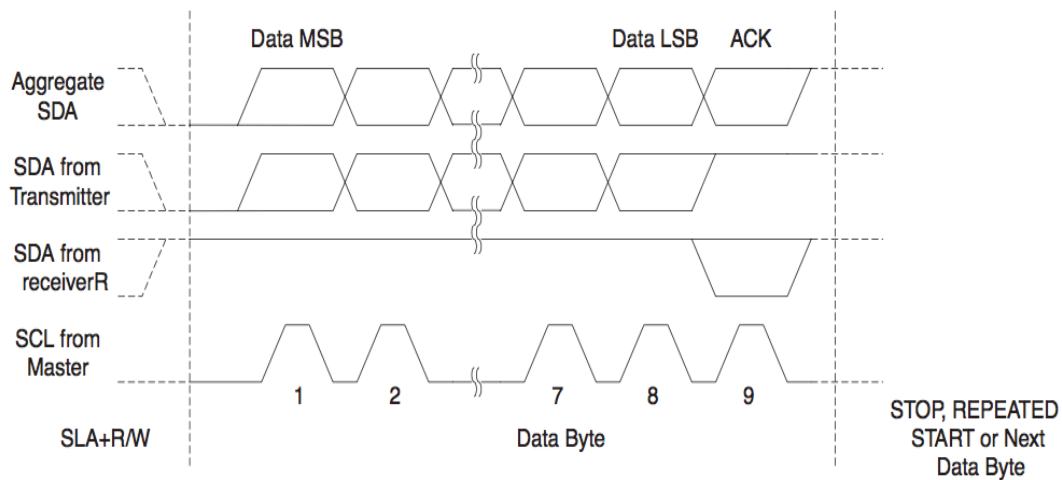 Data MSB
Data LSB
ACK
Aggregate
SDA
SDA from
Transmitter
SDA from
receiverR
SCL from
Master
1
2
7
8
9
SLA+R/W
Data Byte
STOP, REPEATED
START or Next
Data Byte